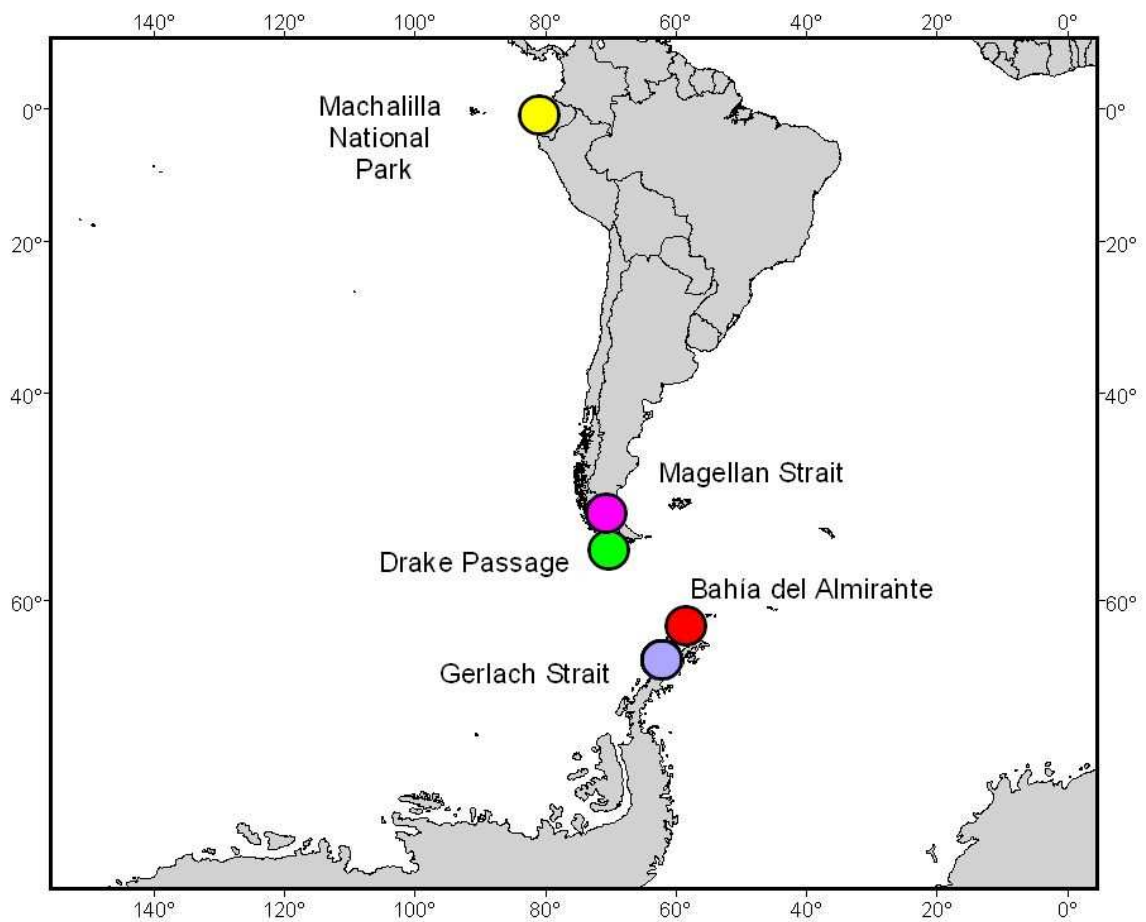 140° 120° 100° 80° 60° 40° 20° 0°
0° 0°
Machalilla
National
Park
20° 20°
40° 40°
Magellan Strait
Drake Passage
Bahía del Almirante
60° 60°
Gerlach Strait
140° 120° 100° 80° 60° 40° 20° 0°